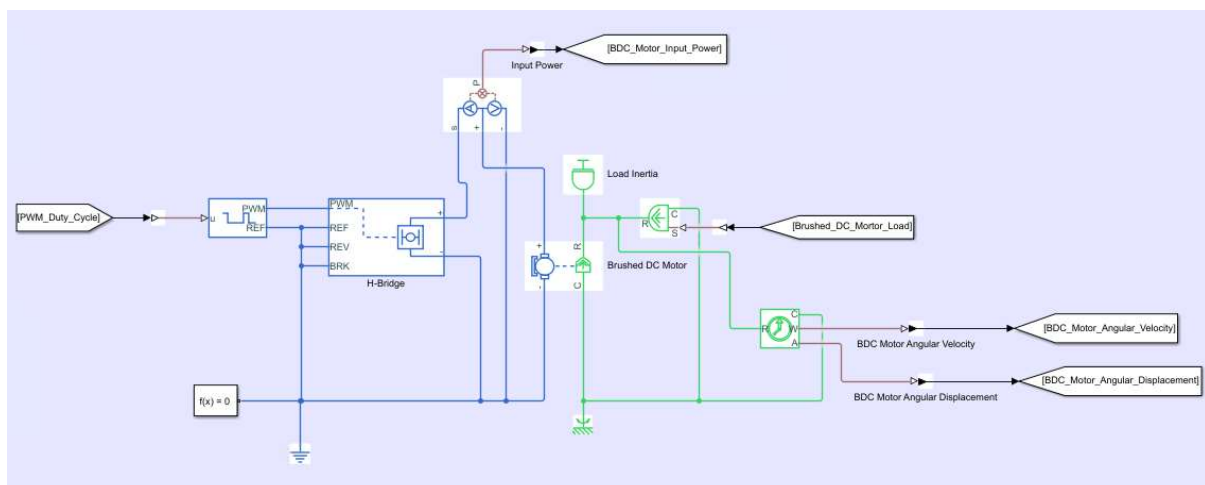 [BDC_Motor_Input_Power]
Input Power
P
s
+
-
Load Inertia
[PWM_Duty_Cycle]
u
PWM
REF
PWM
REF
REV
BRK
+
-
H-Bridge
R
C
S
[Brushed_DC_Mortor_Load]
+
-
R
C
Brushed DC Motor
R
C
W
A
[BDC_Motor_Angular_Velocity]
BDC Motor Angular Velocity
[BDC_Motor_Angular_Displacement]
BDC Motor Angular Displacement
f(x) = 0